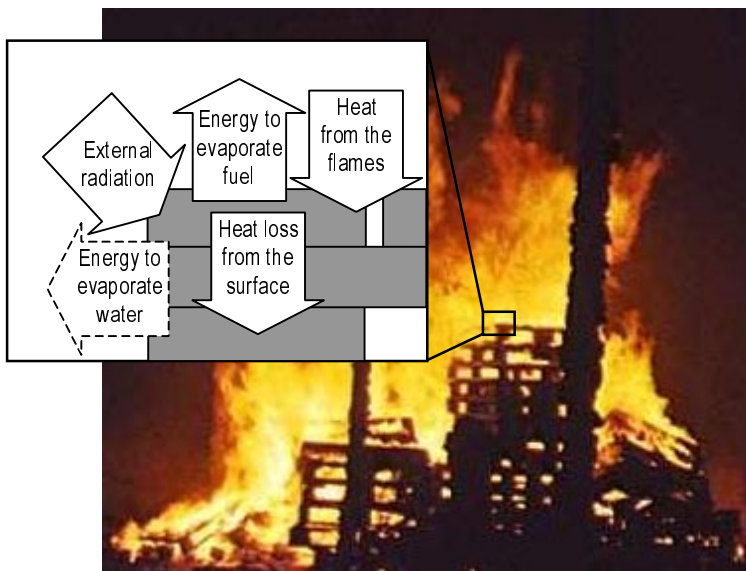 External
radiation
Energy to
evaporate
fuel
Heat
from the
flames
Energy to
evaporate
water
Heat loss
from the
surface